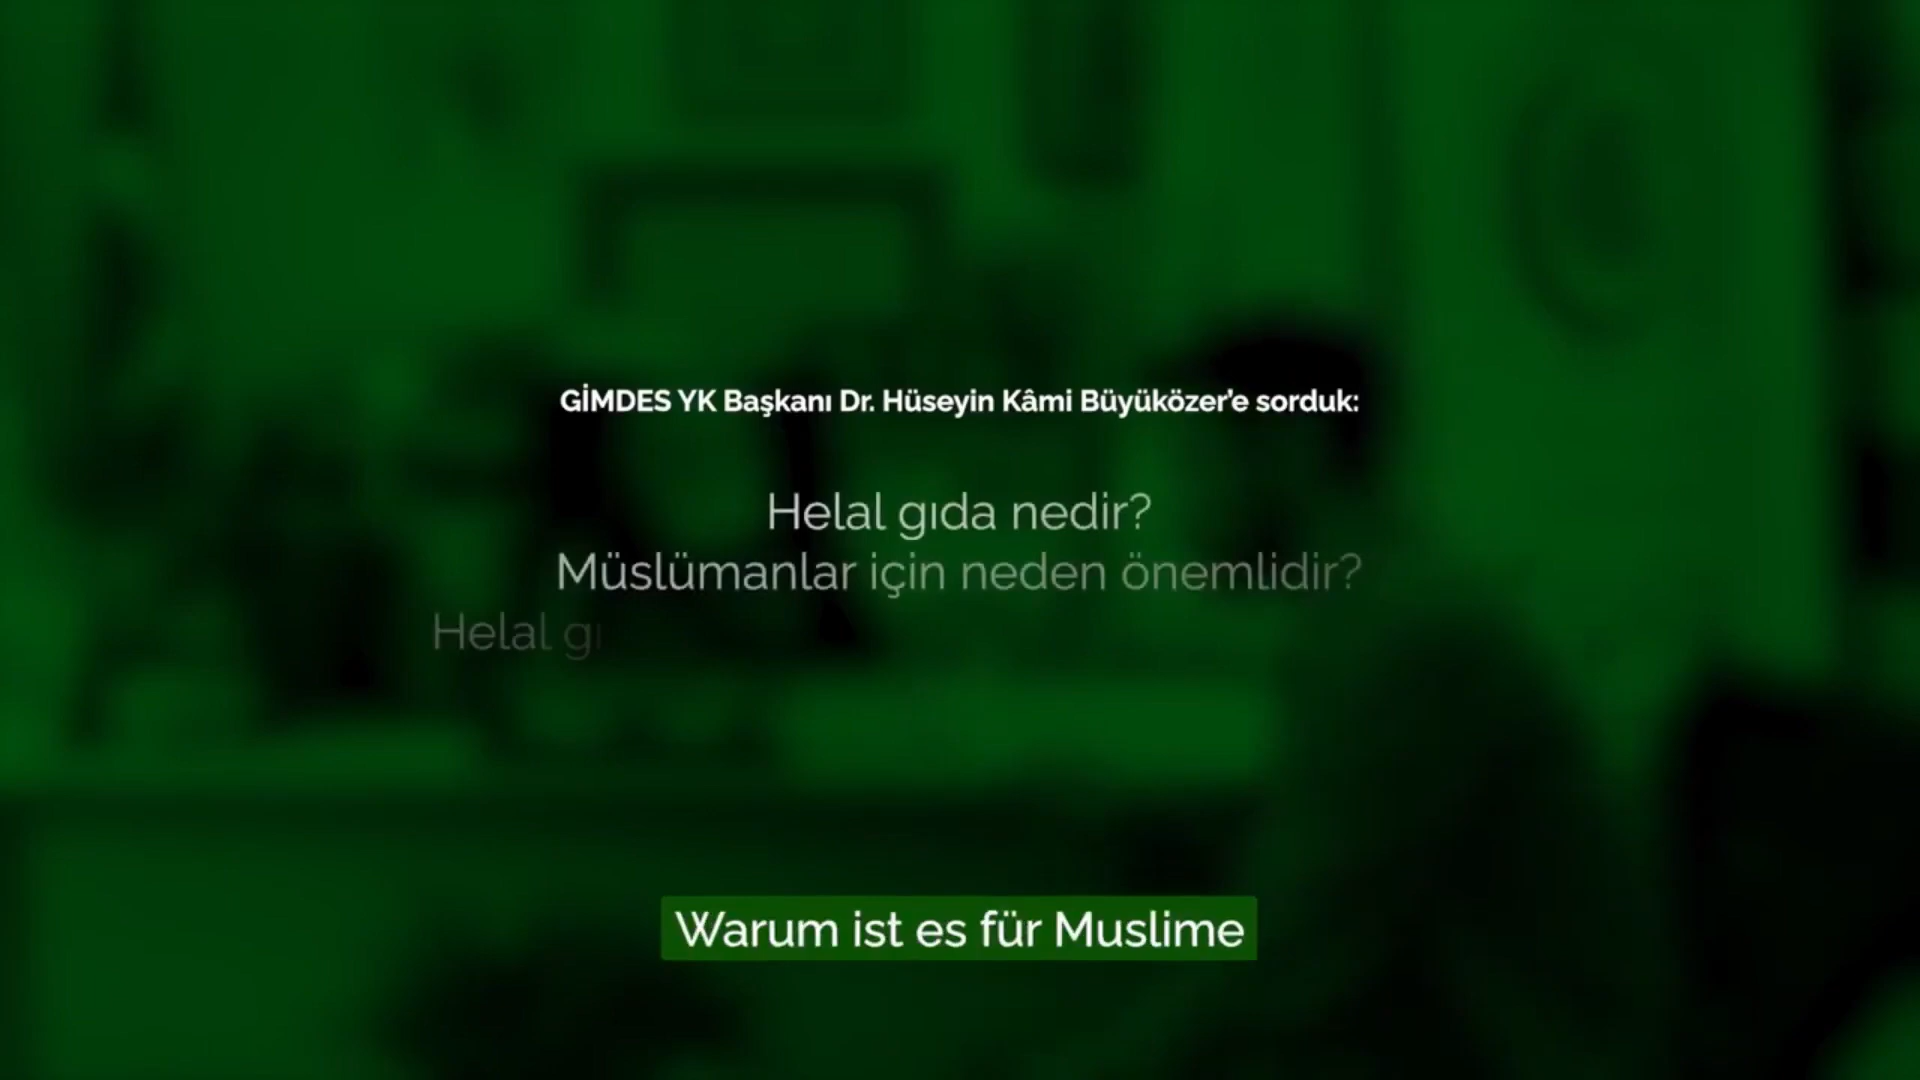 GİMDES YK Başkanı Dr. Hüseyin Kâmi Büyüközer’e sorduk:
Helal gıda nedir?
Müslümanlar için neden önemlidir?
Helal gı
Warum ist es für Muslime